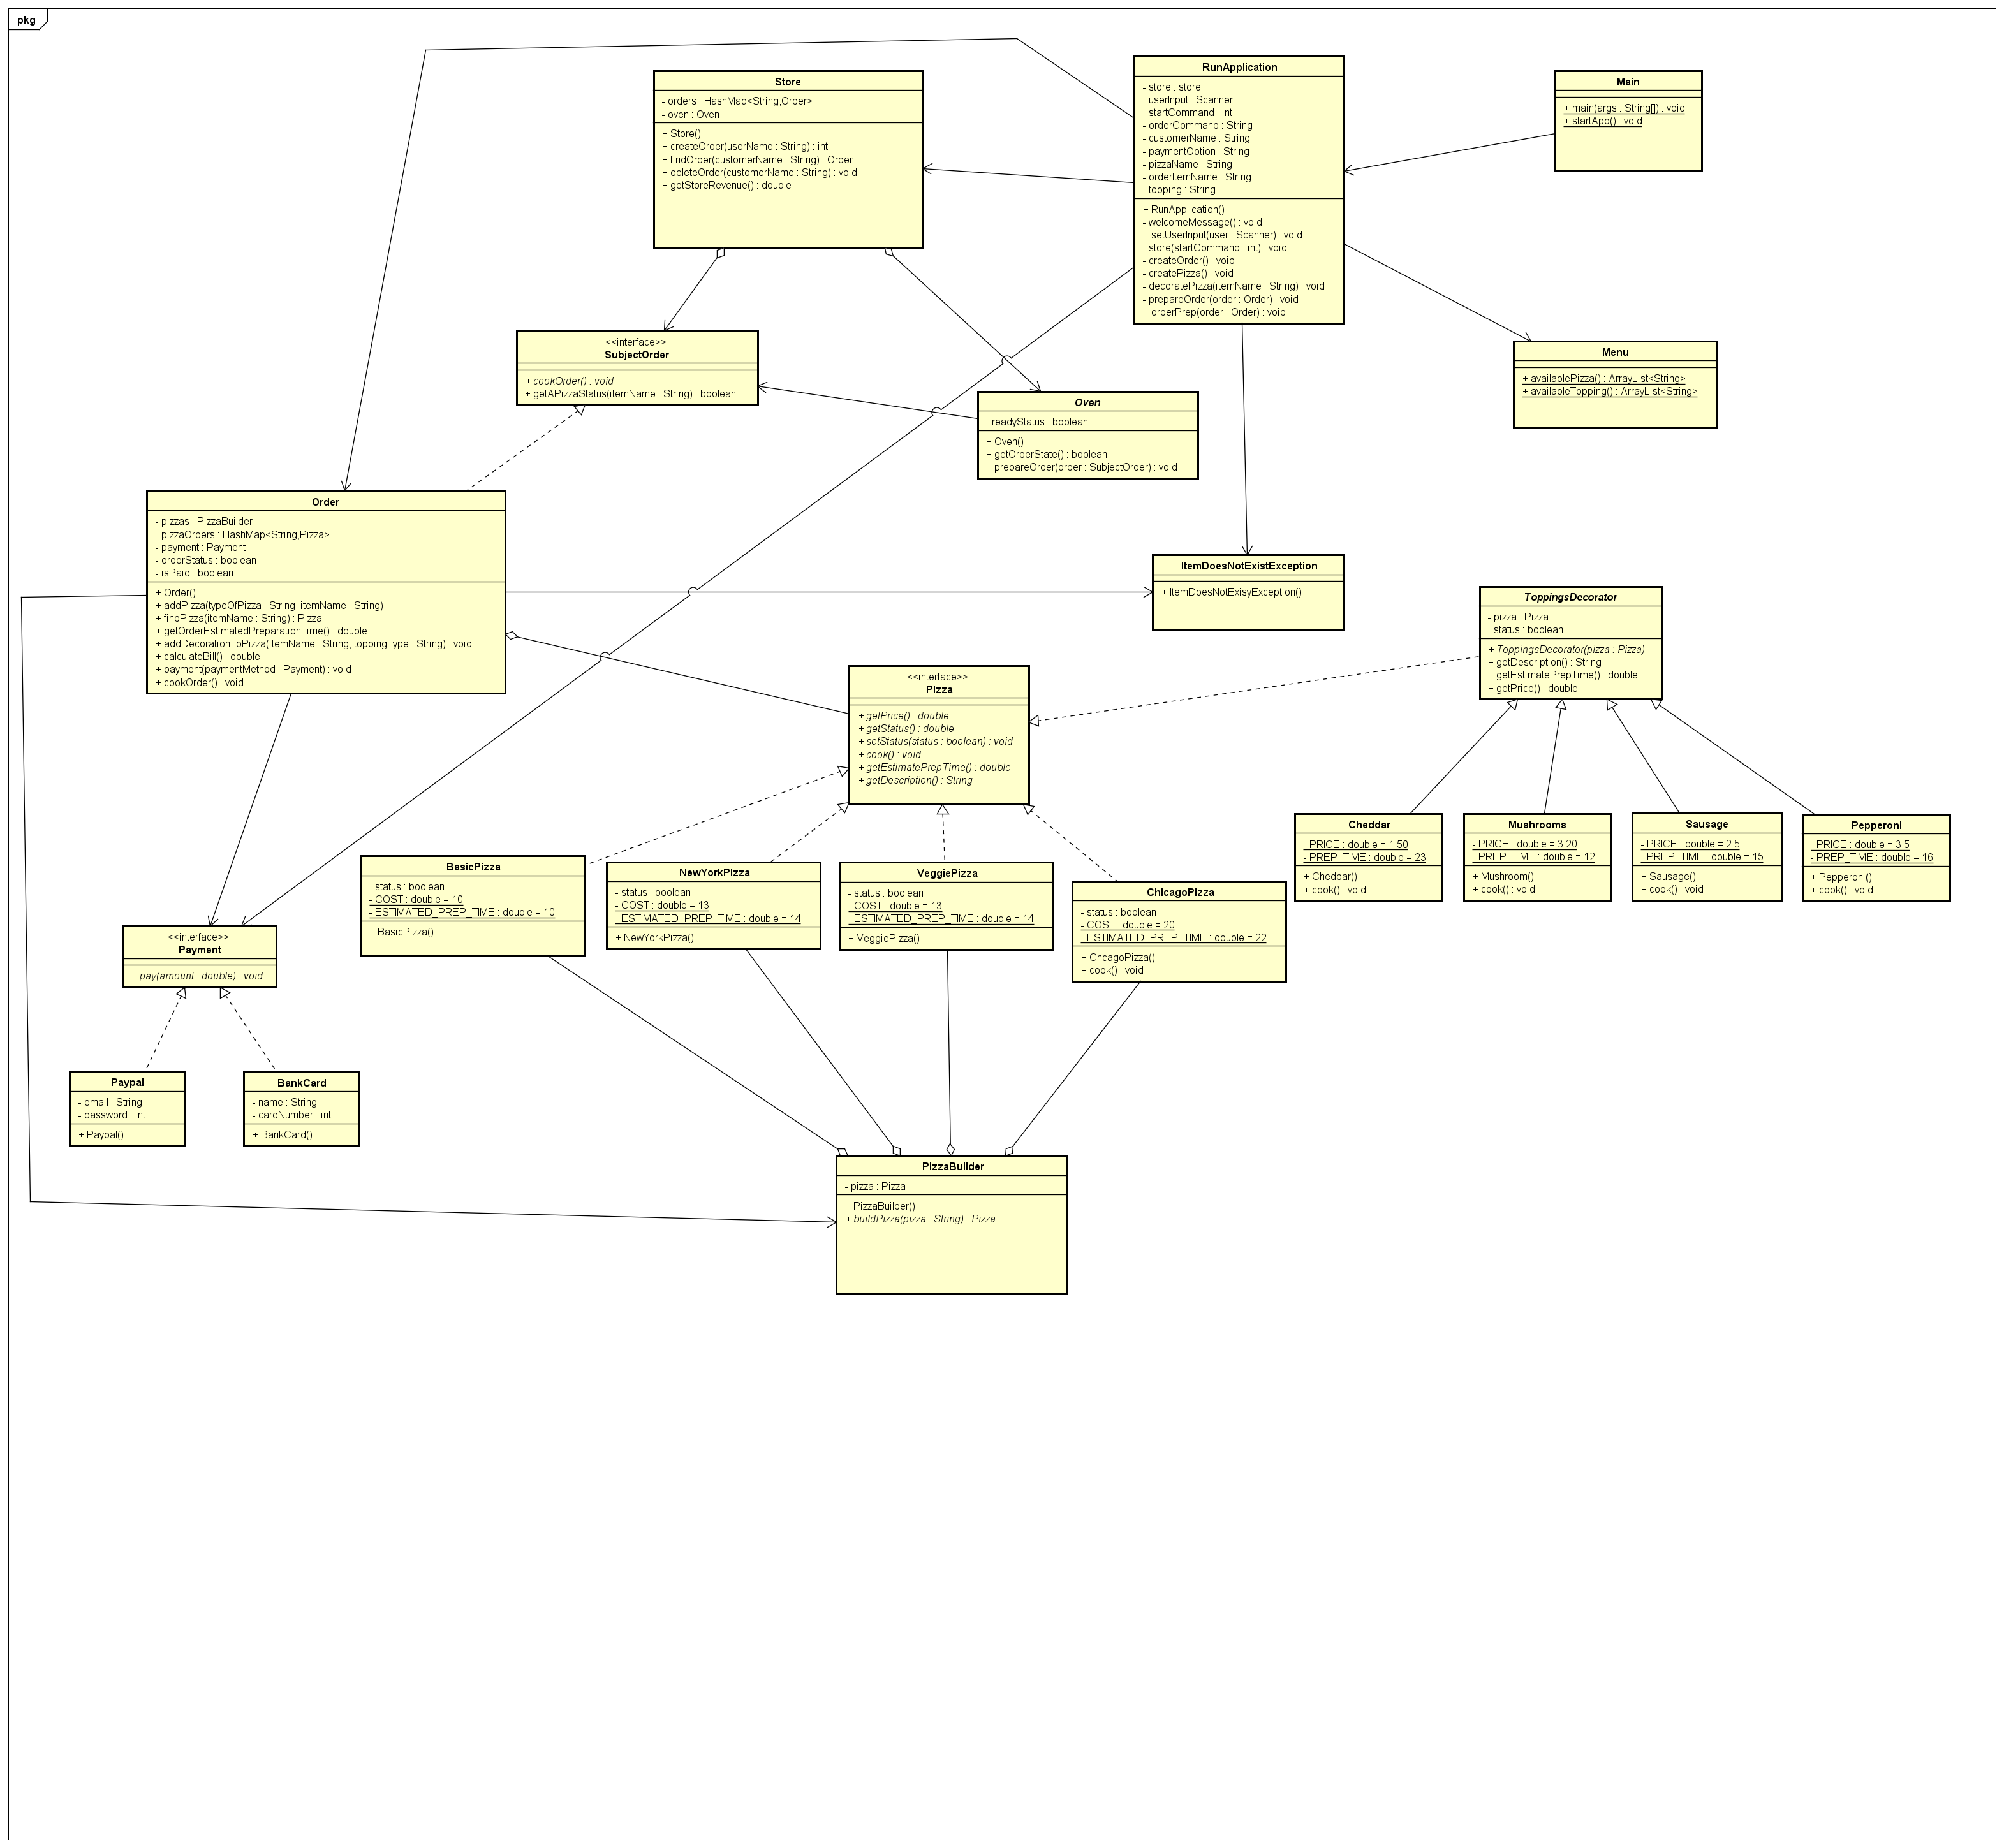 pkg
Store
- orders : HashMap<String,Order>
- oven : Oven
+ Store()
+ createOrder(userName : String) : int
+ findOrder(customerName : String) : Order
+ deleteOrder(customerName : String) : void
+ getStoreRevenue() : double
RunApplication
- store : store
- userInput : Scanner
- startCommand : int
- orderCommand : String
- customerName : String
- paymentOption : String
- pizzaName : String
- orderItemName : String
- topping : String
+ RunApplication()
- welcomeMessage() : void
+ setUserInput(user : Scanner) : void
- store(startCommand : int) : void
- createOrder() : void
- createPizza() : void
- decoratePizza(itemName : String) : void
- prepareOrder(order : Order) : void
+ orderPrep(order : Order) : void
Main
+ main(args : String[]) : void
+ startApp() : void
<<interface>>
SubjectOrder
+ cookOrder() : void
+ getAPizzaStatus(itemName : String) : boolean
Oven
- readyStatus : boolean
+ Oven()
+ getOrderState() : boolean
+ prepareOrder(order : SubjectOrder) : void
Menu
+ availablePizza() : ArrayList<String>
+ availableTopping() : ArrayList<String>
Order
- pizzas : PizzaBuilder
- pizzaOrders : HashMap<String,Pizza>
- payment : Payment
- orderStatus : boolean
- isPaid : boolean
+ Order()
+ addPizza(typeOfPizza : String, itemName : String)
+ findPizza(itemName : String) : Pizza
+ getOrderEstimatedPreparationTime() : double
+ addDecorationToPizza(itemName : String, toppingType : String) : void
+ calculateBill() : double
+ payment(paymentMethod : Payment) : void
+ cookOrder() : void
ItemDoesNotExistException
+ ItemDoesNotExisyException()
ToppingsDecorator
- pizza : Pizza
- status : boolean
+ ToppingsDecorator(pizza : Pizza)
+ getDescription() : String
+ getEstimatePrepTime() : double
+ getPrice() : double
<<interface>>
Pizza
+ getPrice() : double
+ getStatus() : double
+ setStatus(status : boolean) : void
+ cook() : void
+ getEstimatePrepTime() : double
+ getDescription() : String
Cheddar
- PRICE : double = 1.50
- PREP_TIME : double = 23
+ Cheddar()
+ cook() : void
Mushrooms
- PRICE : double = 3.20
- PREP_TIME : double = 12
+ Mushroom()
+ cook() : void
Sausage
- PRICE : double = 2.5
- PREP_TIME : double = 15
+ Sausage()
+ cook() : void
Pepperoni
- PRICE : double = 3.5
- PREP_TIME : double = 16
+ Pepperoni()
+ cook() : void
BasicPizza
- status : boolean
- COST : double = 10
- ESTIMATED_PREP_TIME : double = 10
+ BasicPizza()
NewYorkPizza
- status : boolean
- COST : double = 13
- ESTIMATED_PREP_TIME : double = 14
+ NewYorkPizza()
VeggiePizza
- status : boolean
- COST : double = 13
- ESTIMATED_PREP_TIME : double = 14
+ VeggiePizza()
ChicagoPizza
- status : boolean
- COST : double = 20
- ESTIMATED_PREP_TIME : double = 22
+ ChcagoPizza()
+ cook() : void
<<interface>>
Payment
+ pay(amount : double) : void
Paypal
- email : String
- password : int
+ Paypal()
BankCard
- name : String
- cardNumber : int
+ BankCard()
PizzaBuilder
- pizza : Pizza
+ PizzaBuilder()
+ buildPizza(pizza : String) : Pizza